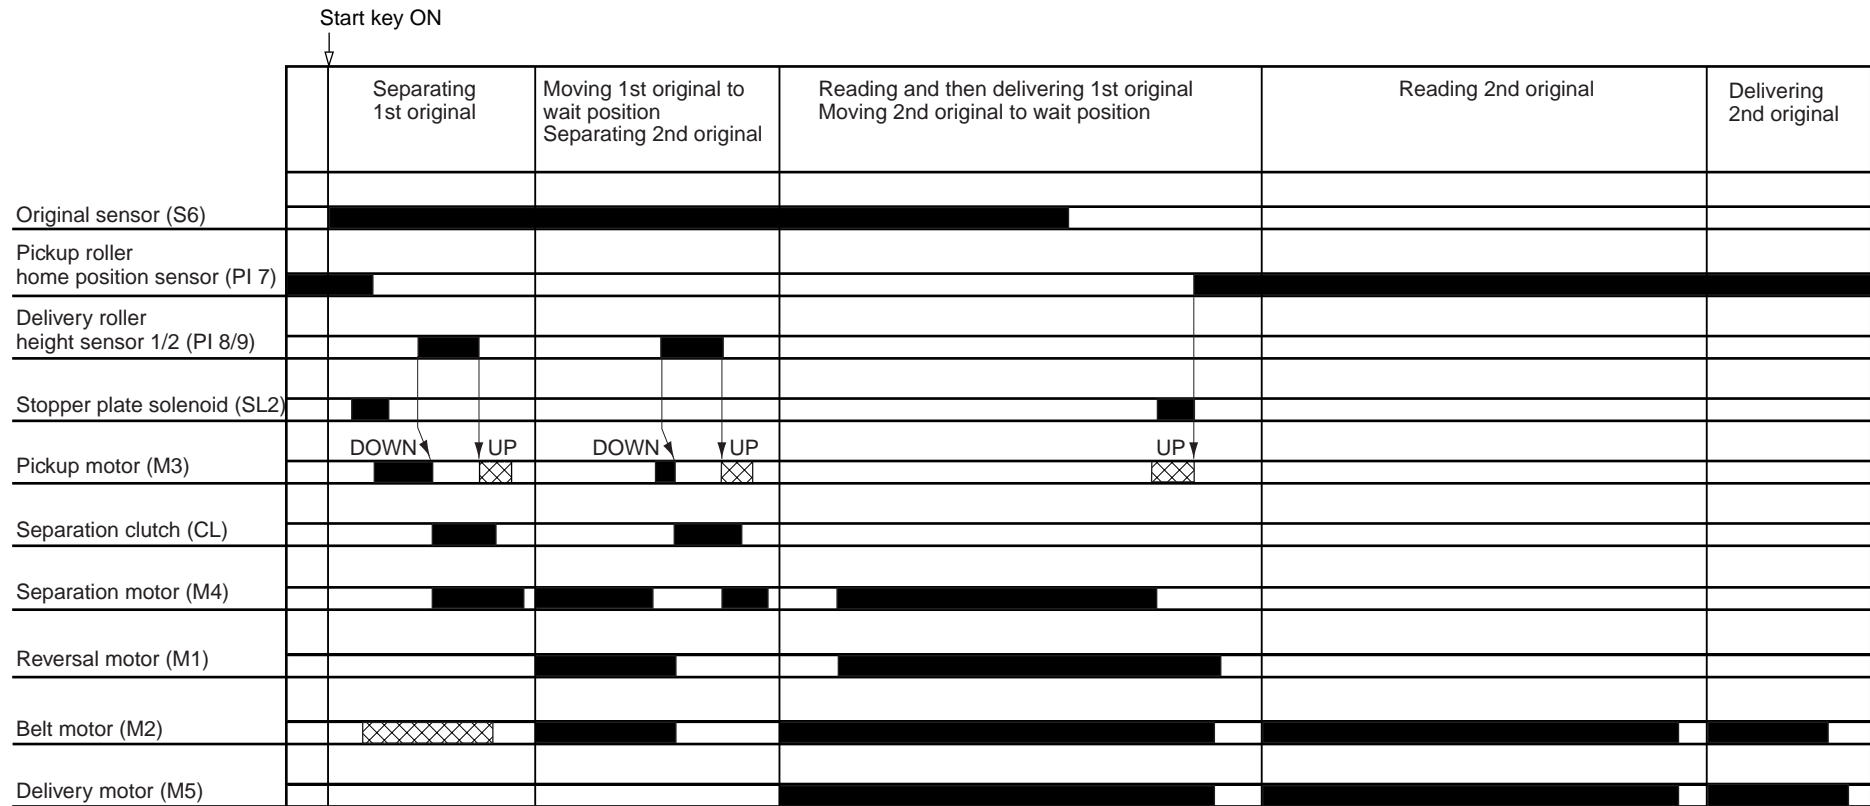 Start key ON
Separating
1st original
Moving 1st original to
wait position
Separating 2nd original
Reading and then delivering 1st original
Moving 2nd original to wait position
Reading 2nd original
Delivering
2nd original
Original sensor (S6)
Pickup roller
home position sensor (PI 7)
Delivery roller
height sensor 1/2 (PI 8/9)
Stopper plate solenoid (SL2)
DOWN UP DOWN UP UP
Pickup motor (M3)
Separation clutch (CL)
Separation motor (M4)
Reversal motor (M1)
Belt motor (M2)
Delivery motor (M5)